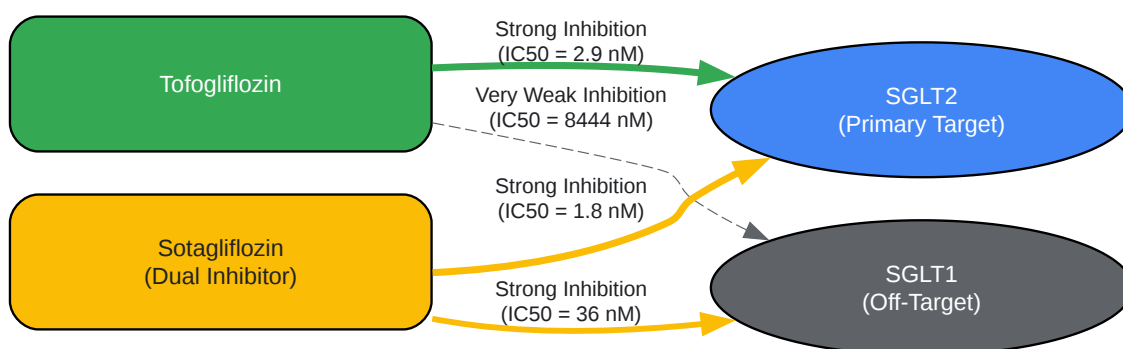 Tofogliflozin
Strong Inhibition
(IC50 = 2.9 nM)
Very Weak Inhibition
(IC50 = 8444 nM)
SGLT2
(Primary Target)
Sotagliflozin
(Dual Inhibitor)
Strong Inhibition
(IC50 = 1.8 nM)
Strong Inhibition
(IC50 = 36 nM)
SGLT1
(Off-Target)